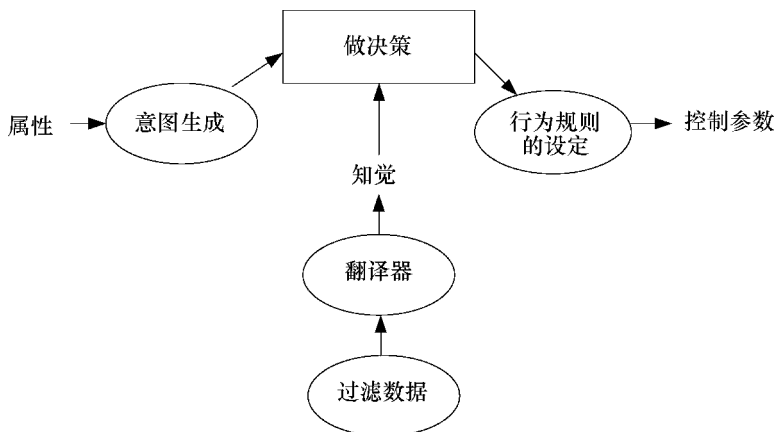 做决策
属性
意图生成
行为规则
的设定
控制参数
知觉
翻译器
过滤数据